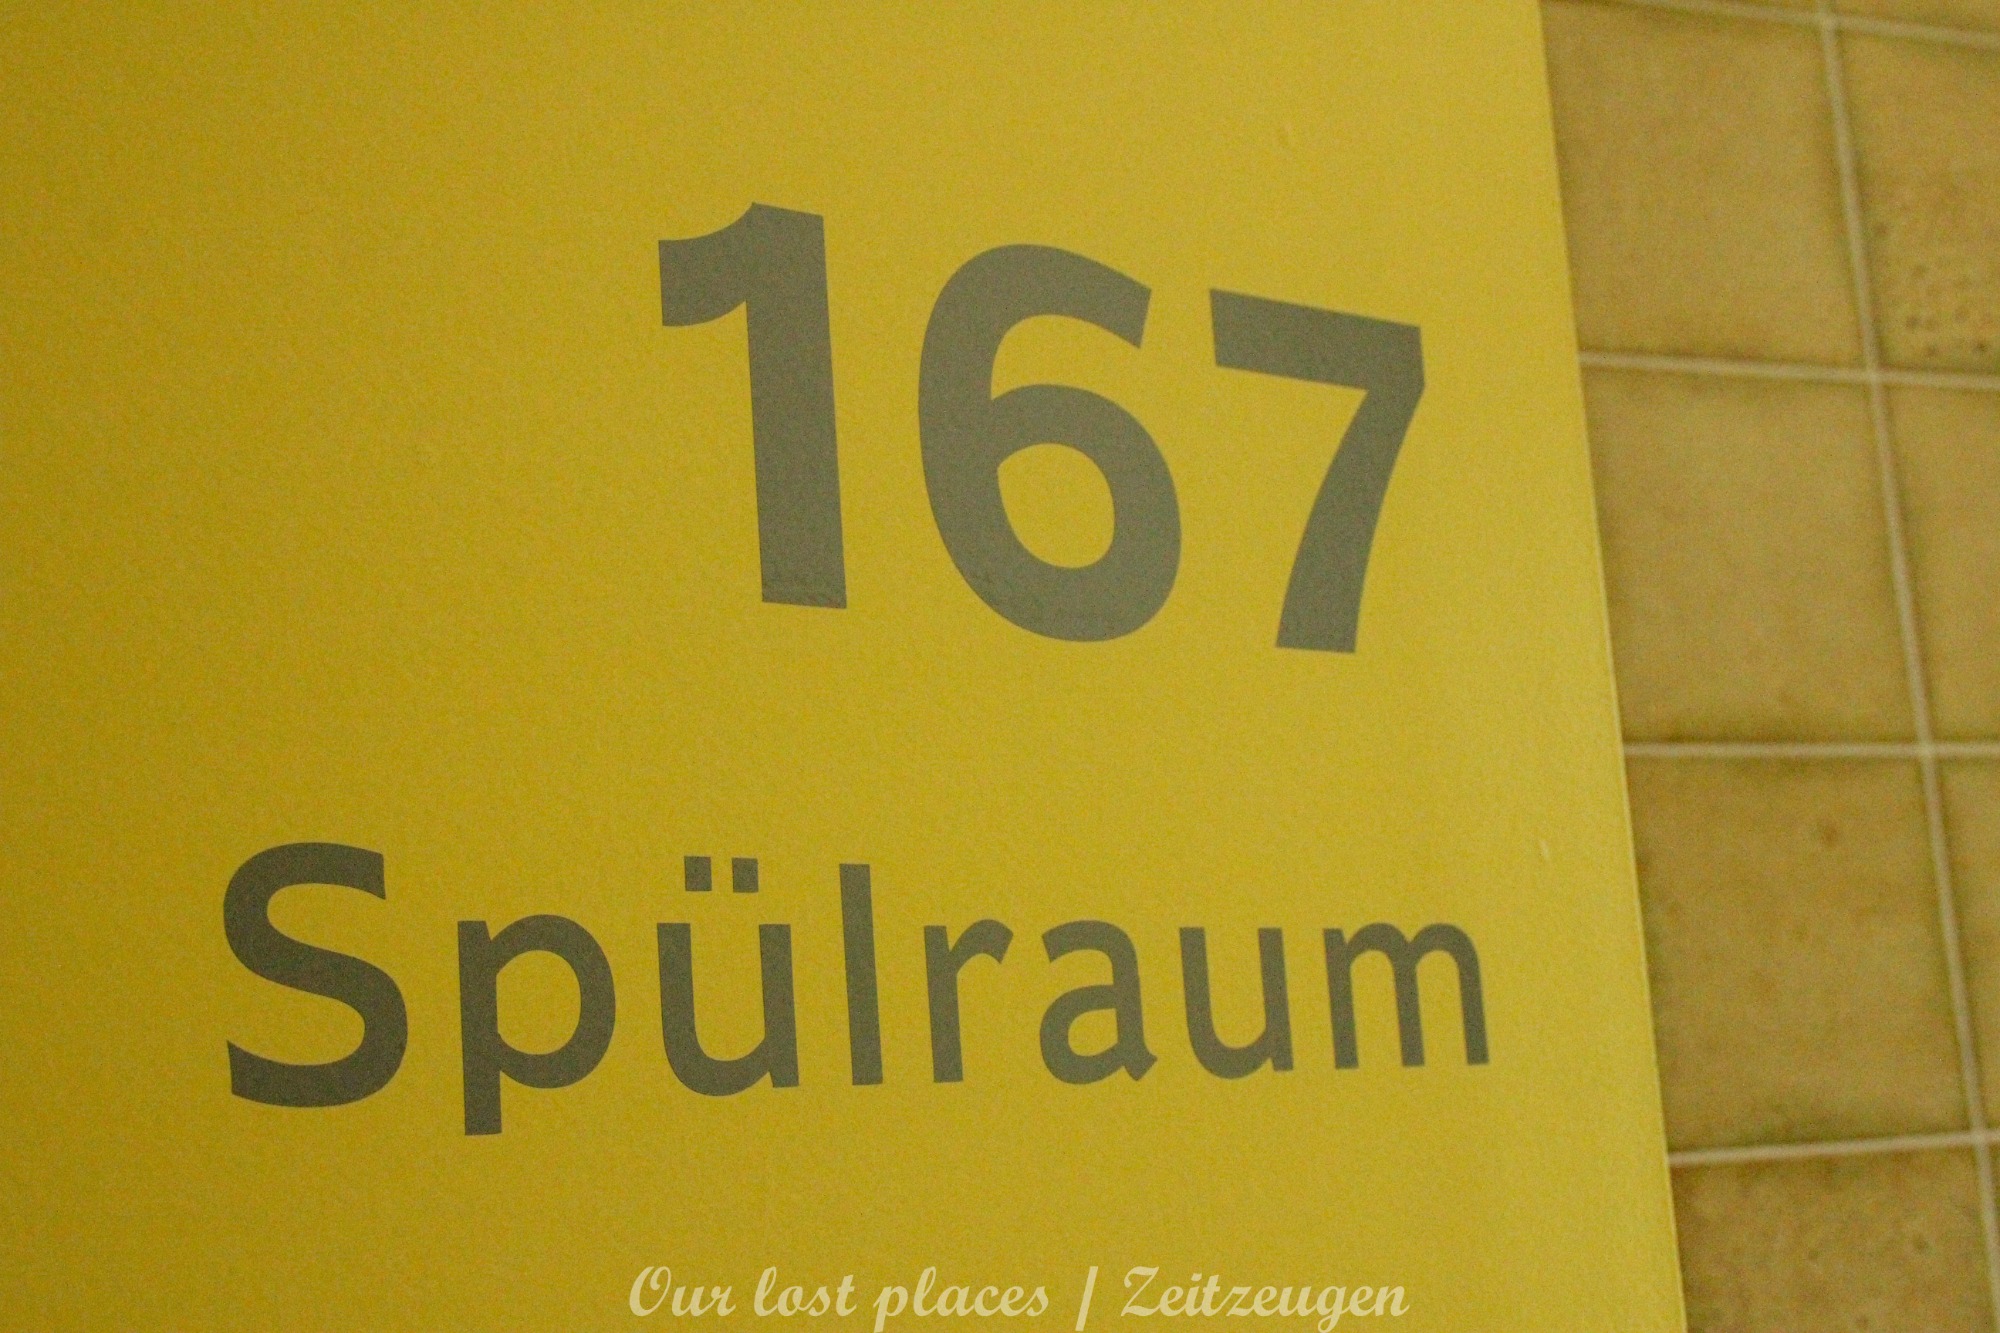 167
Spülraum
Our lost places / Zeitzeugen